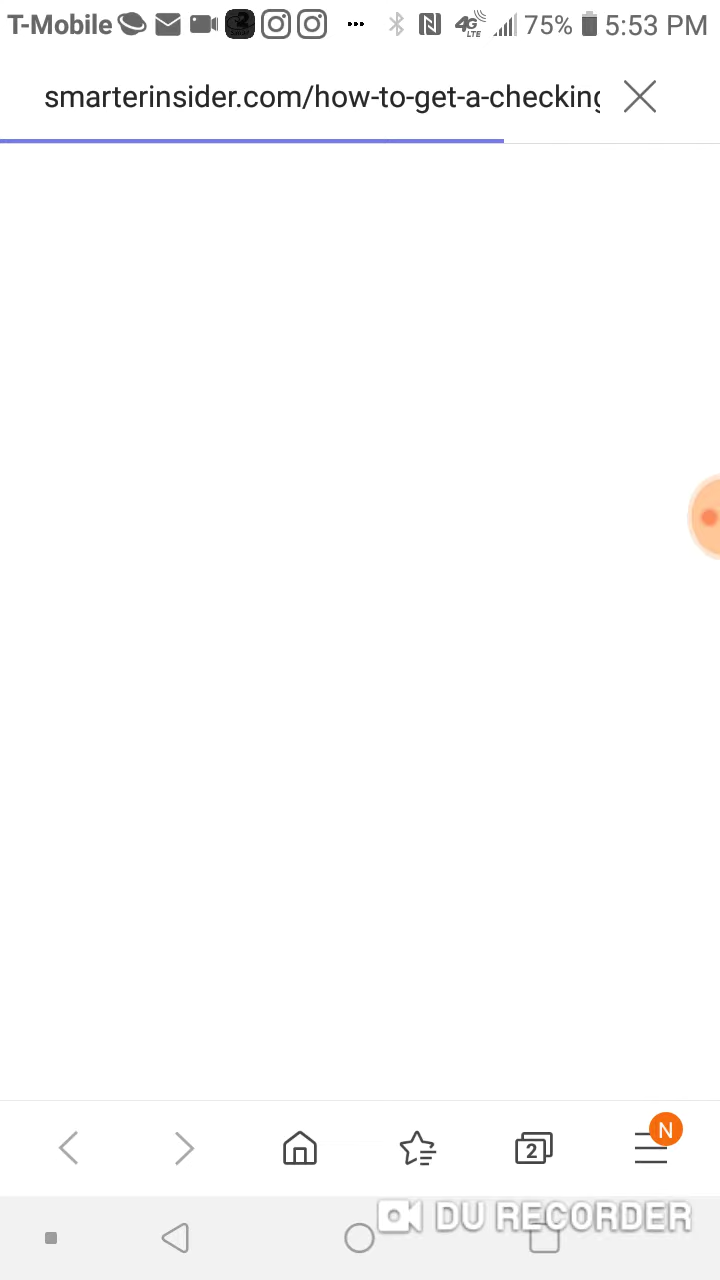 T-Mobile 4G LTE 75% 5:53 PM
smarterinsider.com/how-to-get-a-checking
2 N
DU RECORDER